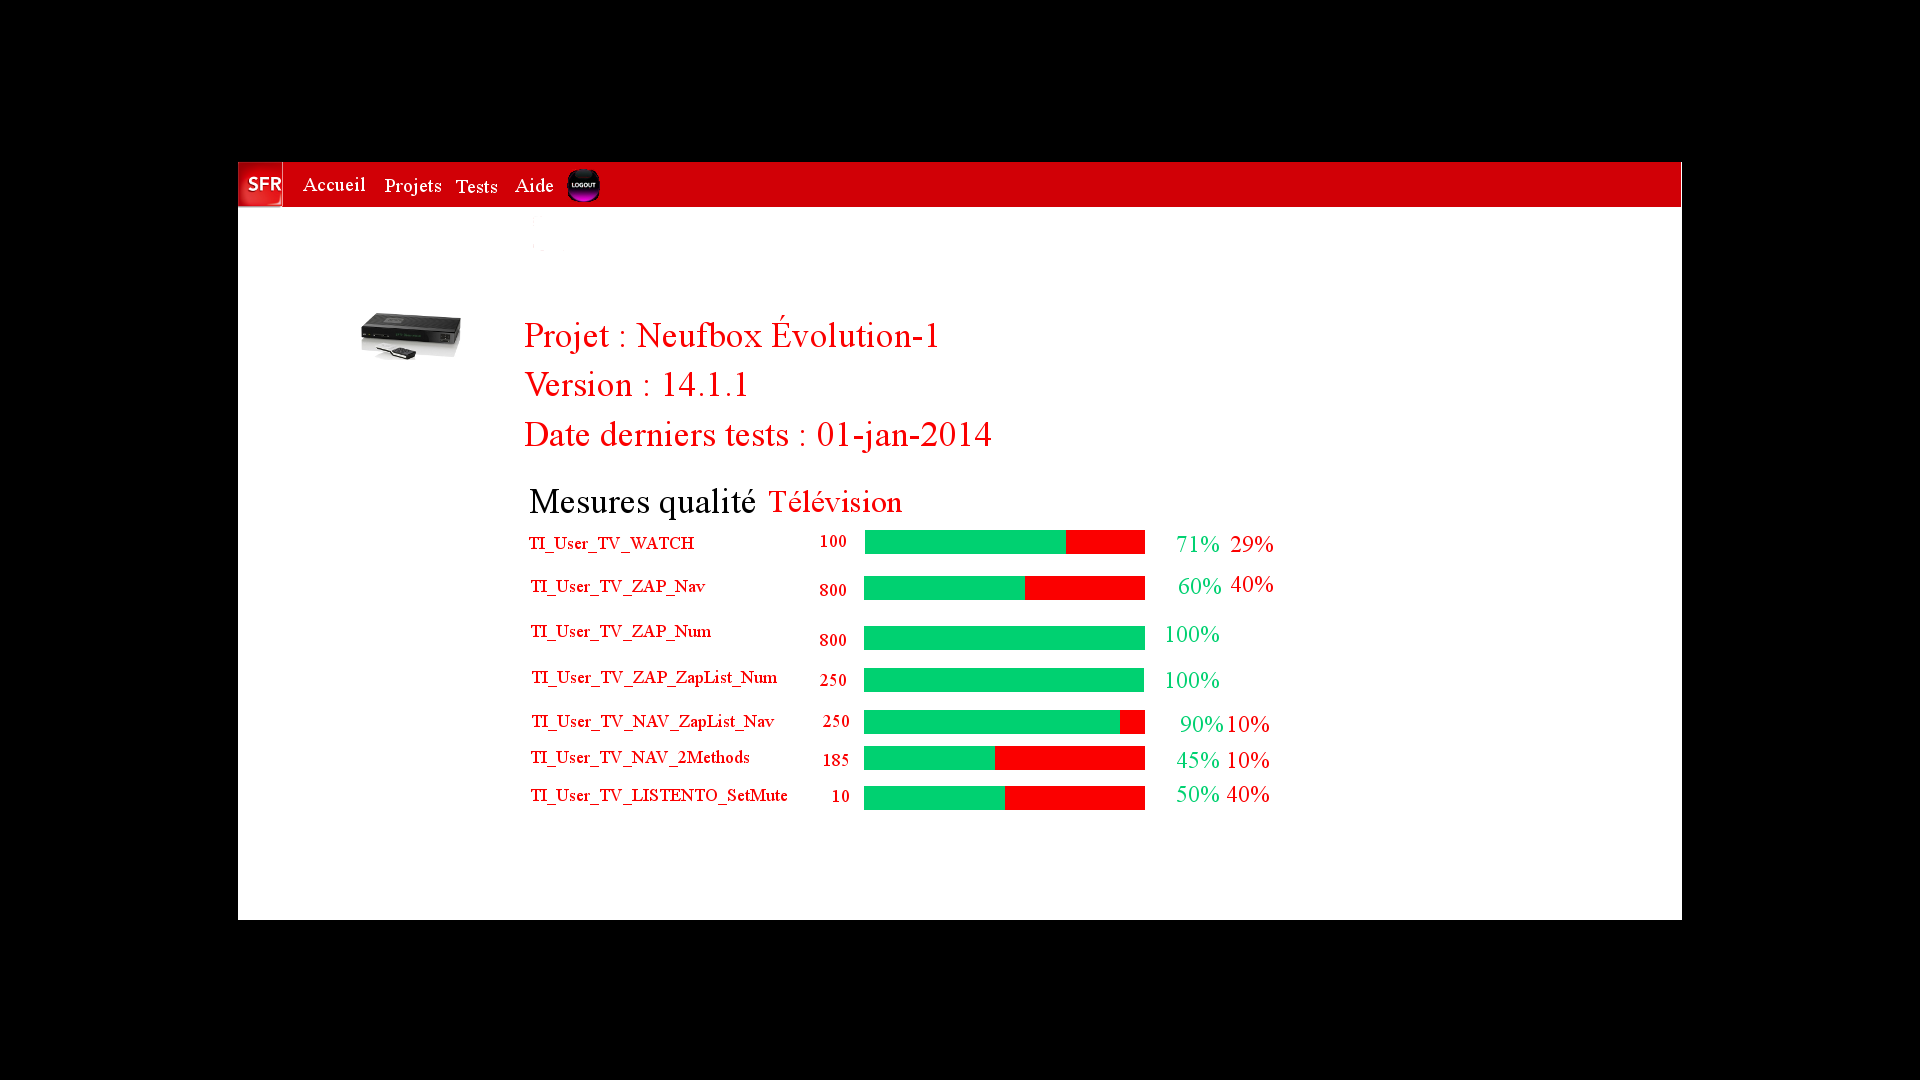 SFR Accueil Projets Tests Aide LOGOUT
Projet : Neufbox Évolution-1
Version : 14.1.1
Date derniers tests : 01-jan-2014
Mesures qualité Télévision
TI_User_TV_WATCH 100 71% 29%
TI_User_TV_ZAP_Nav 800 60% 40%
TI_User_TV_ZAP_Num 800 100%
TI_User_TV_ZAP_ZapList_Num 250 100%
TI_User_TV_NAV_ZapList_Nav 250 90% 10%
TI_User_TV_NAV_2Methods 185 45% 10%
TI_User_TV_LISTENTO_SetMute 10 50% 40%